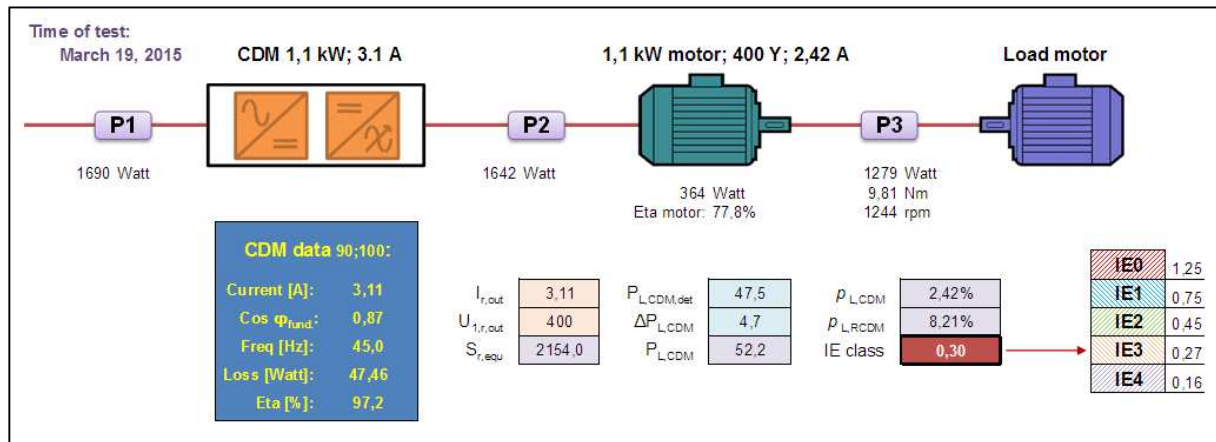 Time of test:
March 19, 2015
CDM 1,1 kW; 3.1 A
1,1 kW motor; 400 Y; 2,42 A
Load motor
P1
P2
P3
1690 Watt
1642 Watt
364 Watt
Eta motor: 77,8%
1279 Watt
9,81 Nm
1244 rpm
CDM data 90;100:
Current [A]: 3,11
Cos φfund.: 0,87
Freq [Hz]: 45,0
Loss [Watt]: 47,46
Eta [%]: 97,2
Ir,out 3,11
U1,r,out 400
Sr,equ 2154,0
PL,CDM,det 47,5
ΔPL,CDM 4,7
PL,CDM 52,2
pL,CDM 2,42%
pL,RCDM 8,21%
IE class 0,30
IE0 1,25
IE1 0,75
IE2 0,45
IE3 0,27
IE4 0,16